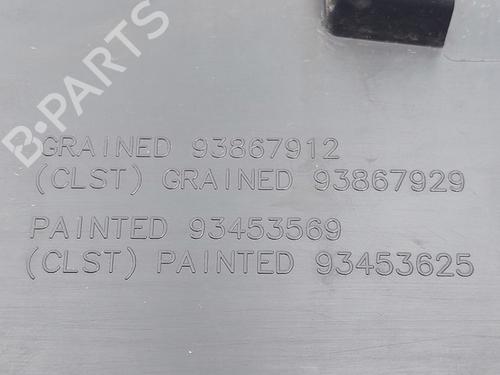 B-PARTS
GRAINED 93867912
(CLST) GRAINED 93867929
PAINTED 93453569
(CLST) PAINTED 93453625